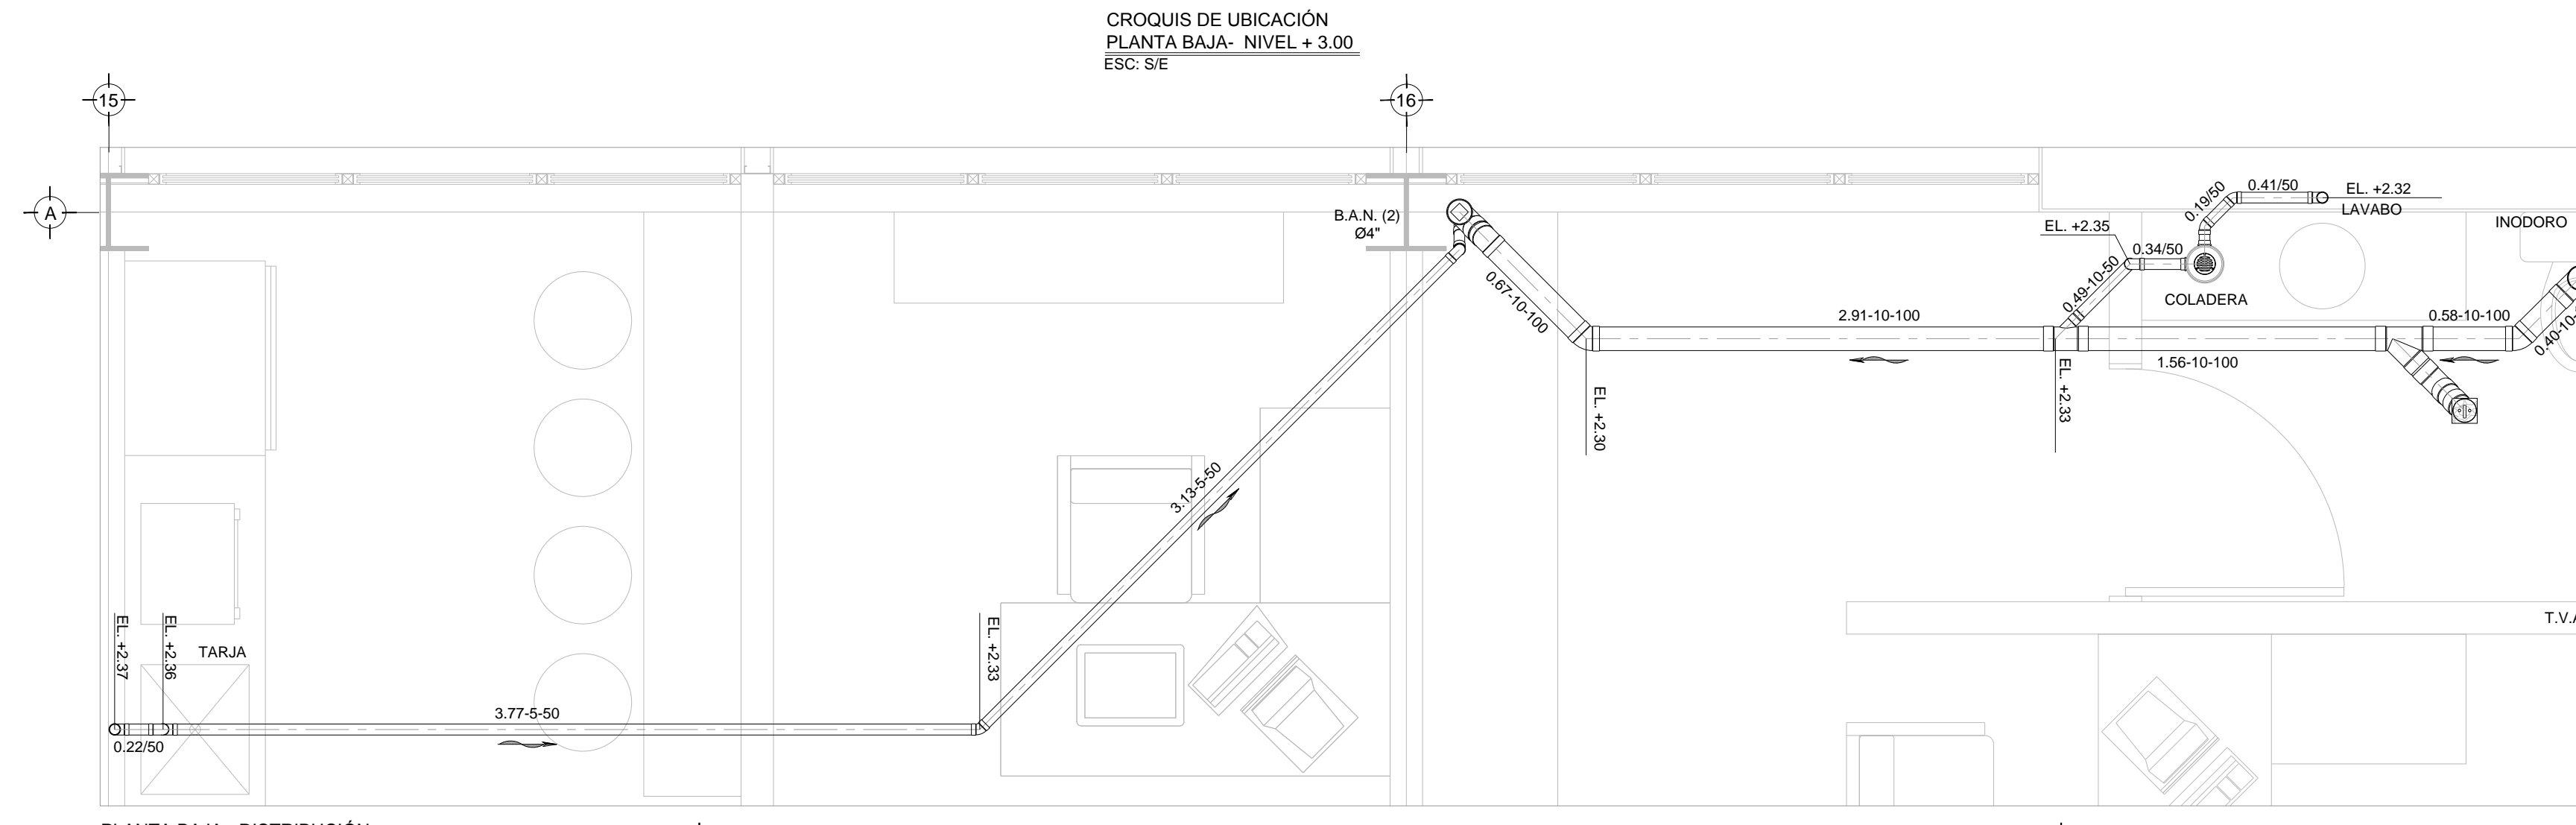 CROQUIS DE UBICACIÓN
PLANTA BAJA- NIVEL + 3.00
ESC: S/E
15
16
A
B.A.N. (2)
Ø4"
0.67-10-100
2.91-10-100
EL. +2.30
EL. +2.35
0.34/50
0.49-10-50
0.19/50
0.41/50
EL. +2.32
LAVABO
INODORO
COLADERA
0.58-10-100
1.56-10-100
EL. +2.33
3.13-5-50
EL. +2.37
EL. +2.36
TARJA
3.77-5-50
0.22/50
EL. +2.33